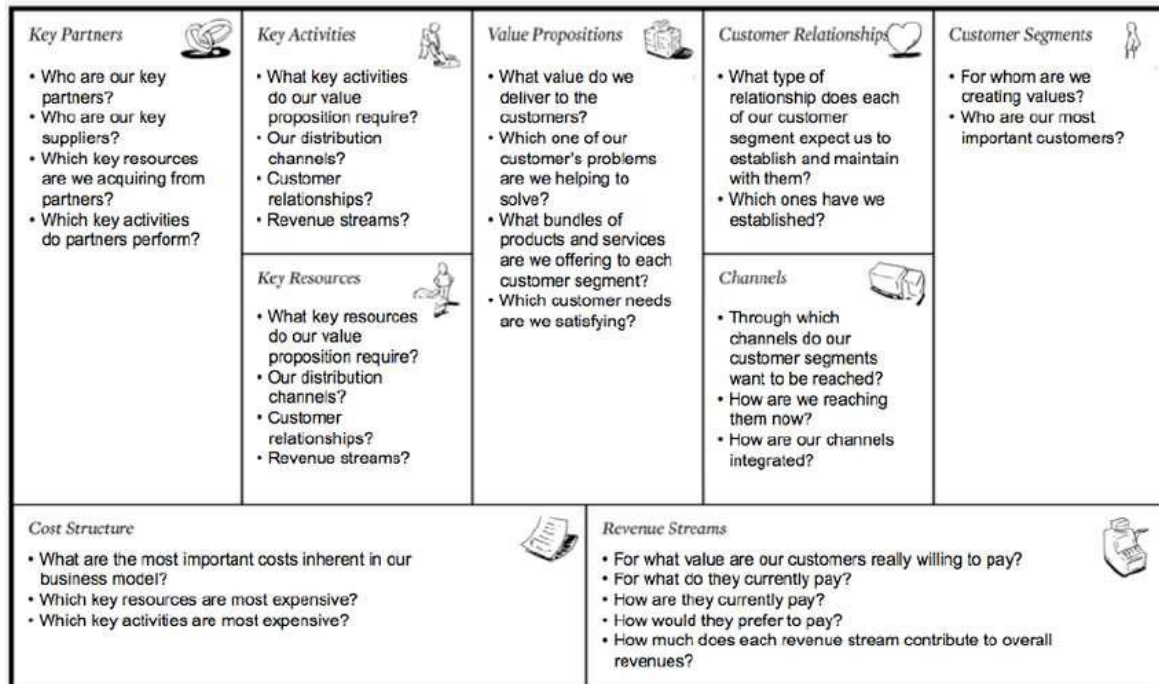 Key Partners
• Who are our key
partners?
• Who are our key
suppliers?
• Which key resources
are we acquiring from
partners?
• Which key activities
do partners perform?
Key Activities
• What key activities
do our value
proposition require?
• Our distribution
channels?
• Customer
relationships?
• Revenue streams?
Key Resources
• What key resources
do our value
proposition require?
• Our distribution
channels?
• Customer
relationships?
• Revenue streams?
Value Propositions
• What value do we
deliver to the
customers?
• Which one of our
customer's problems
are we helping to
solve?
• What bundles of
products and services
are we offering to each
customer segment?
• Which customer needs
are we satisfying?
Customer Relationships
• What type of
relationship does each
of our customer
segment expect us to
establish and maintain
with them?
• Which ones have we
established?
Channels
• Through which
channels do our
customer segments
want to be reached?
• How are we reaching
them now?
• How are our channels
integrated?
Customer Segments
• For whom are we
creating values?
• Who are our most
important customers?
Cost Structure
• What are the most important costs inherent in our
business model?
• Which key resources are most expensive?
• Which key activities are most expensive?
Revenue Streams
• For what value are our customers really willing to pay?
• For what do they currently pay?
• How are they currently pay?
• How would they prefer to pay?
• How much does each revenue stream contribute to overall
revenues?